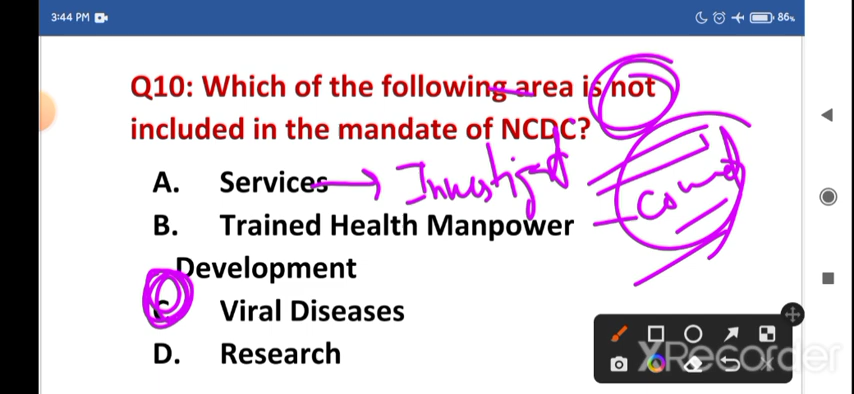 3:44 PM 86%
Q10: Which of the following area is not
included in the mandate of NCDC?
A. Services → Investigat
B. Trained Health Manpower
Development
C Viral Diseases
D. Research
XRecorder